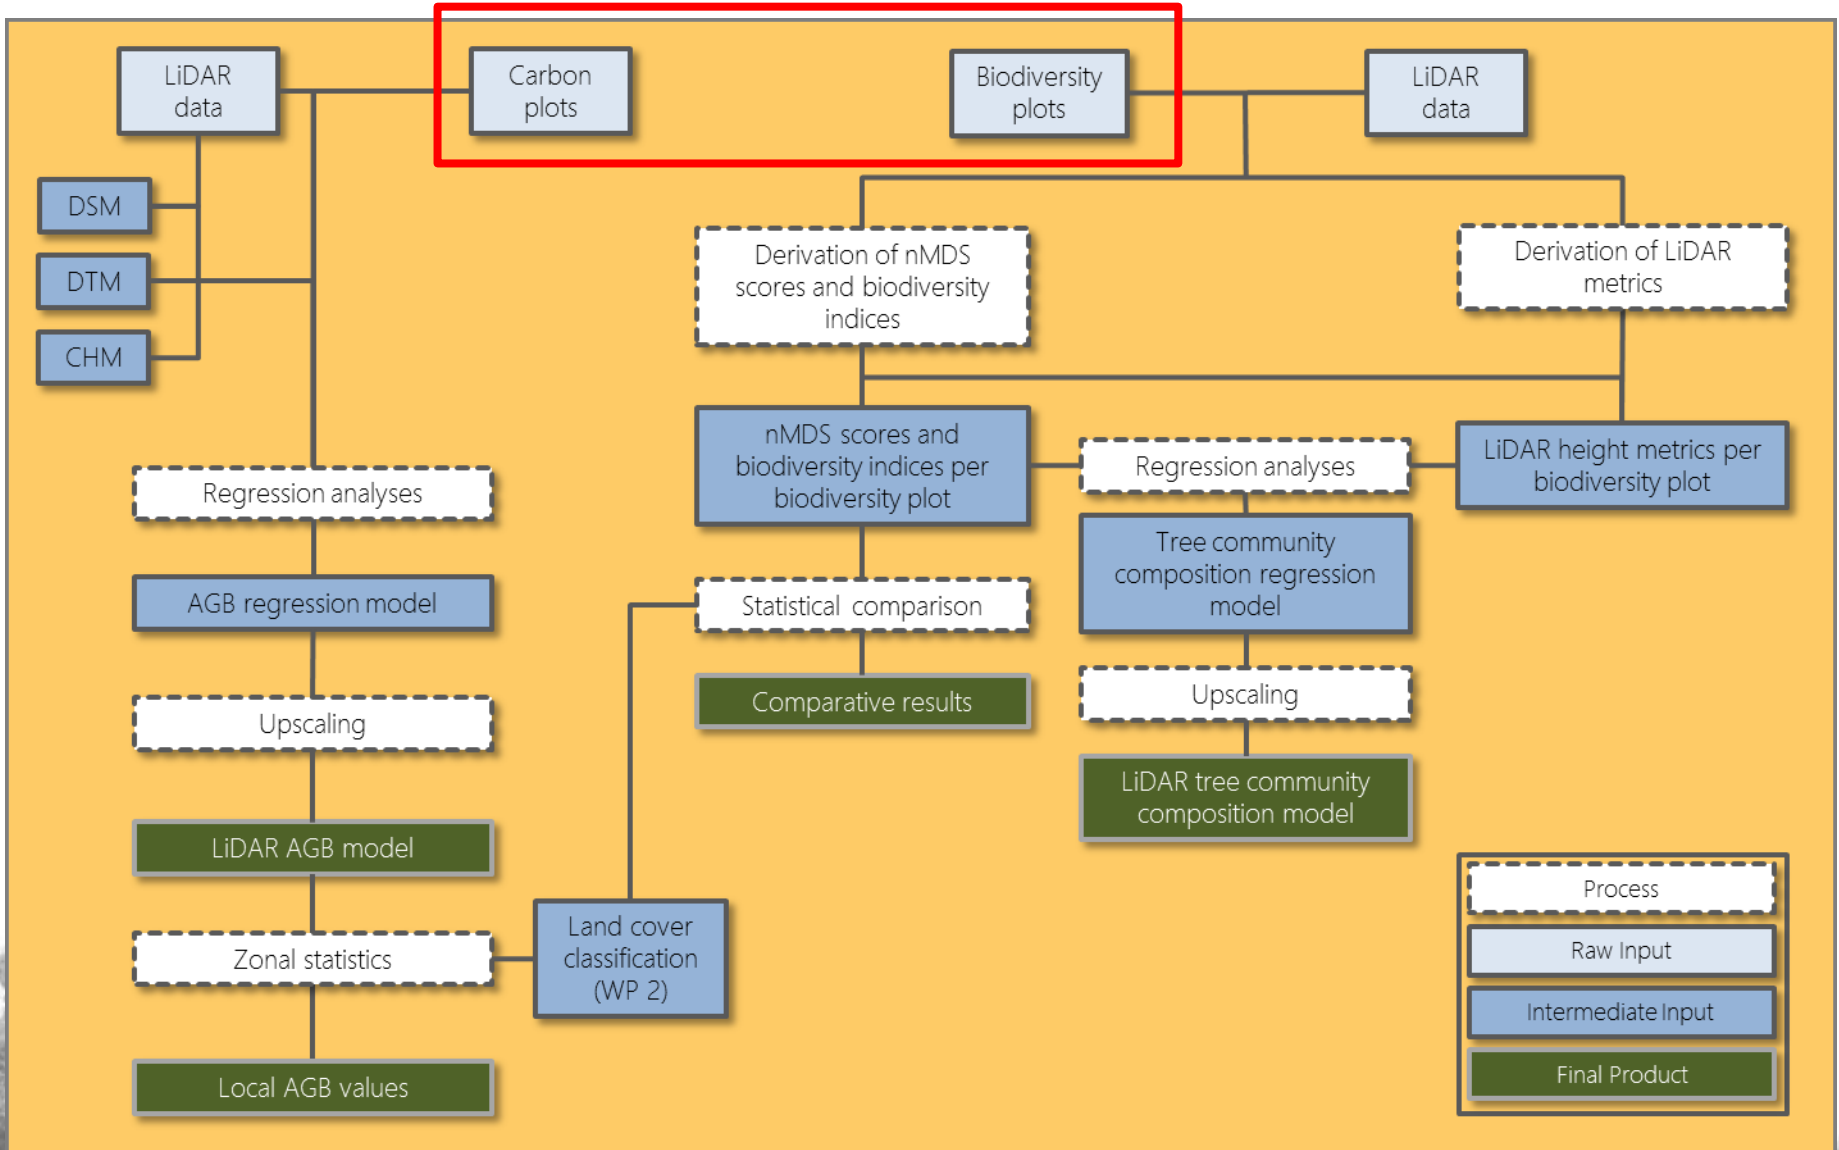 LiDAR
data
Carbon
plots
Biodiversity
plots
LiDAR
data
DSM
DTM
CHM
Derivation of nMDS
scores and biodiversity
indices
Derivation of LiDAR
metrics
nMDS scores and
biodiversity indices per
biodiversity plot
Regression analyses
LiDAR height metrics per
biodiversity plot
Regression analyses
Tree community
composition regression
model
AGB regression model
Statistical comparison
Upscaling
Comparative results
Upscaling
LiDAR AGB model
LiDAR tree community
composition model
Zonal statistics
Land cover
classification
(WP 2)
Local AGB values
Process
Raw Input
Intermediate Input
Final Product